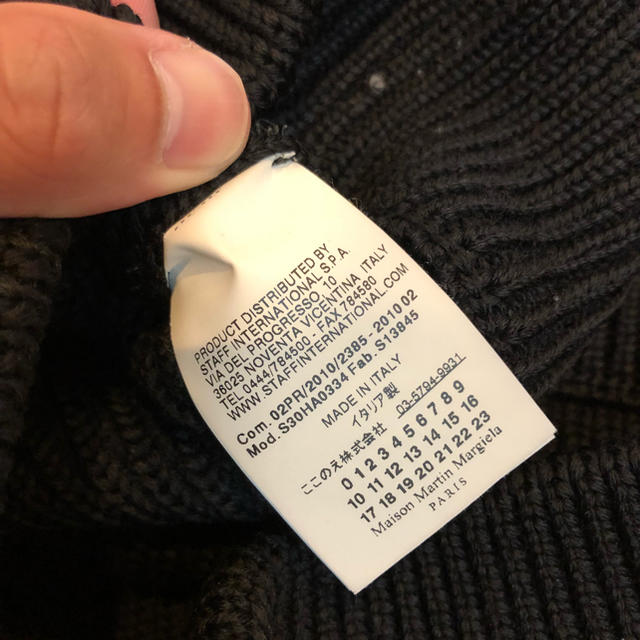 PRODUCT DISTRIBUTED BY
STAFF INTERNATIONAL S.P.A.
VIA DEL PROGRESSO, 10
36025 NOVENTA VICENTINA, ITALY
TEL 0444/784500 /FAX 784580
WWW.STAFFINTERNATIONAL.COM
Com. 02PR/2010/2385 - 2010 02
Mod. S30HA0334 Fab. S13845
MADE IN ITALY
イタリア製
ここのえ株式会社 03-5794-9931
0 1 2 3 4 5 6 7 8 9
10 11 12 13 14 15 16
17 18 19 20 21 22 23
Maison Martin Margiela
PARIS